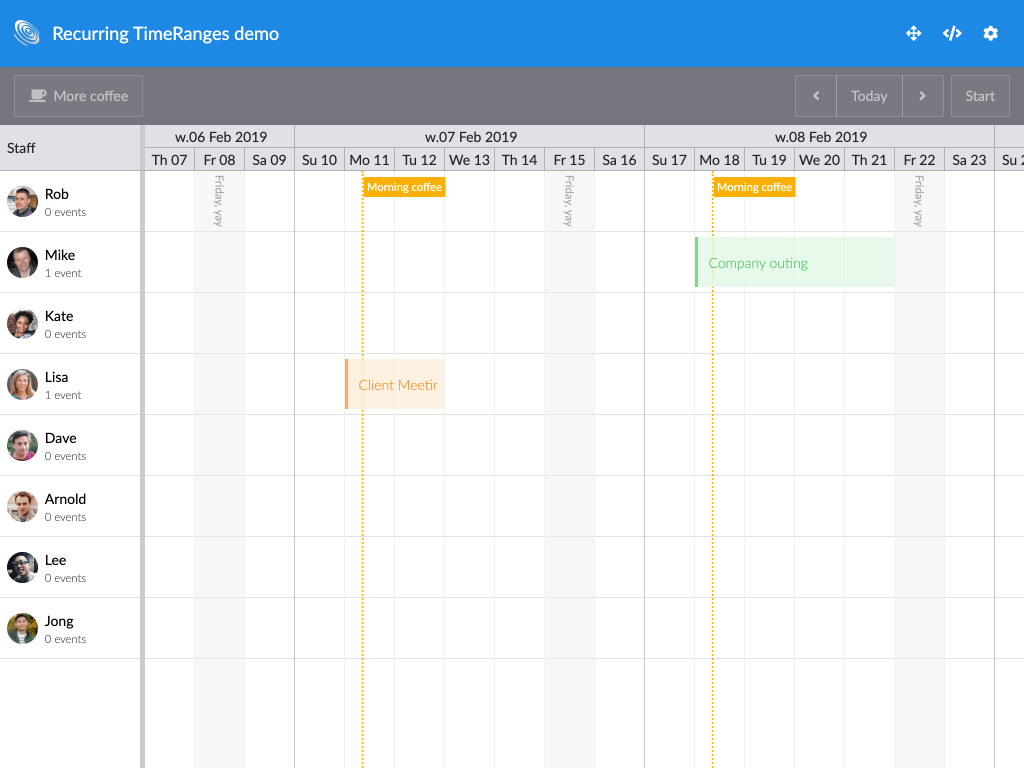 Recurring TimeRanges demo
More coffee
Today
Start
Staff
w.06 Feb 2019
w.07 Feb 2019
w.08 Feb 2019
Th 07
Fr 08
Sa 09
Su 10
Mo 11
Tu 12
We 13
Th 14
Fr 15
Sa 16
Su 17
Mo 18
Tu 19
We 20
Th 21
Fr 22
Sa 23
Su 2
Rob
0 events
Friday, yay
Morning coffee
Friday, yay
Morning coffee
Friday, yay
Mike
1 event
Company outing
Kate
0 events
Lisa
1 event
Client Meetin
Dave
0 events
Arnold
0 events
Lee
0 events
Jong
0 events